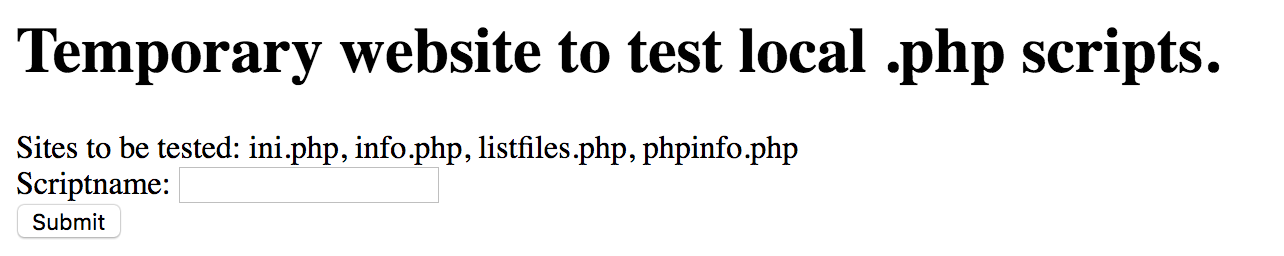 Temporary website to test local .php scripts.
Sites to be tested: ini.php, info.php, listfiles.php, phpinfo.php
Scriptname:
Submit